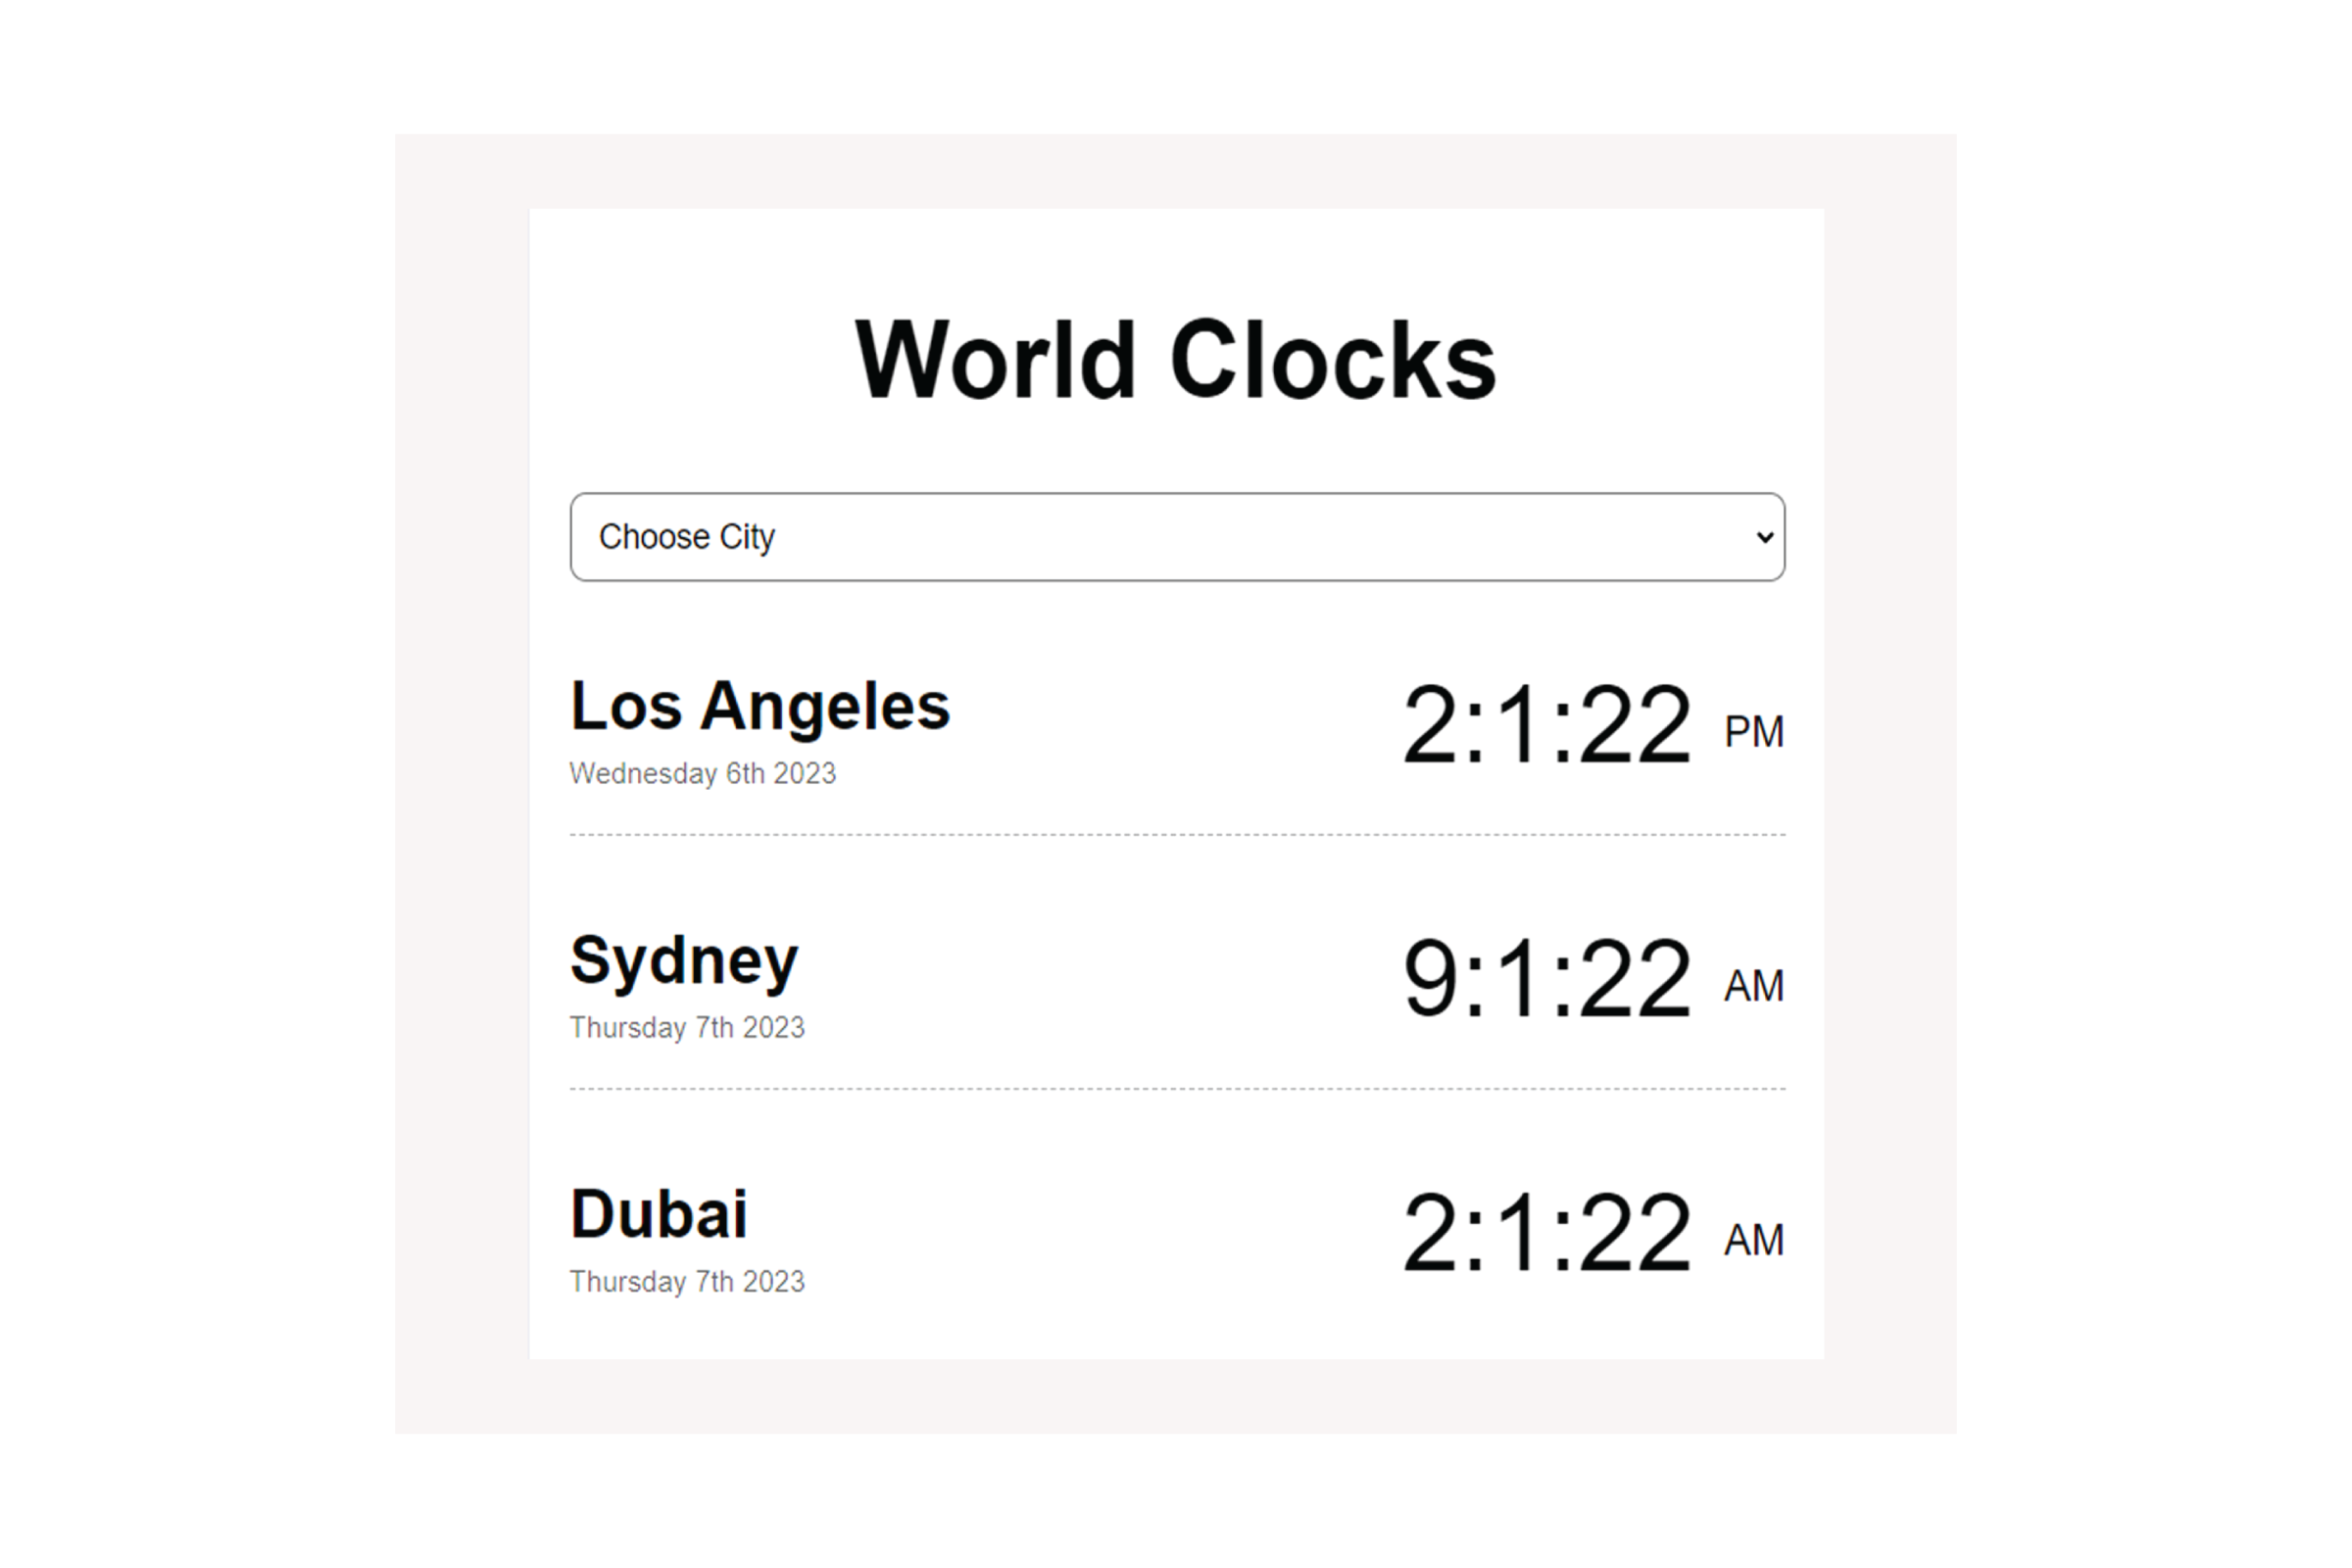 World Clocks
Choose City
Los Angeles
2:1:22 PM
Wednesday 6th 2023
Sydney
9:1:22 AM
Thursday 7th 2023
Dubai
2:1:22 AM
Thursday 7th 2023